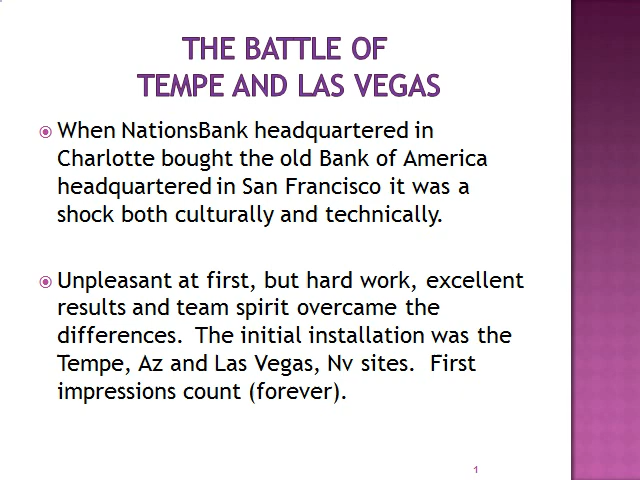 THE BATTLE OF
TEMPE AND LAS VEGAS
When NationsBank headquartered in
Charlotte bought the old Bank of America
headquartered in San Francisco it was a
shock both culturally and technically.
Unpleasant at first, but hard work, excellent
results and team spirit overcame the
differences.  The initial installation was the
Tempe, Az and Las Vegas, Nv sites.  First
impressions count (forever).
1